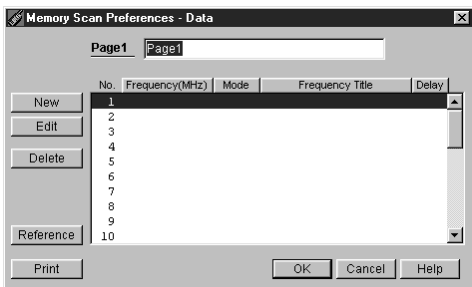 Memory Scan Preferences - Data
Page1 Page1
No. Frequency(MHz) Mode Frequency Title Delay
New
Edit
Delete
Reference
Print
1
2
3
4
5
6
7
8
9
10
OK Cancel Help